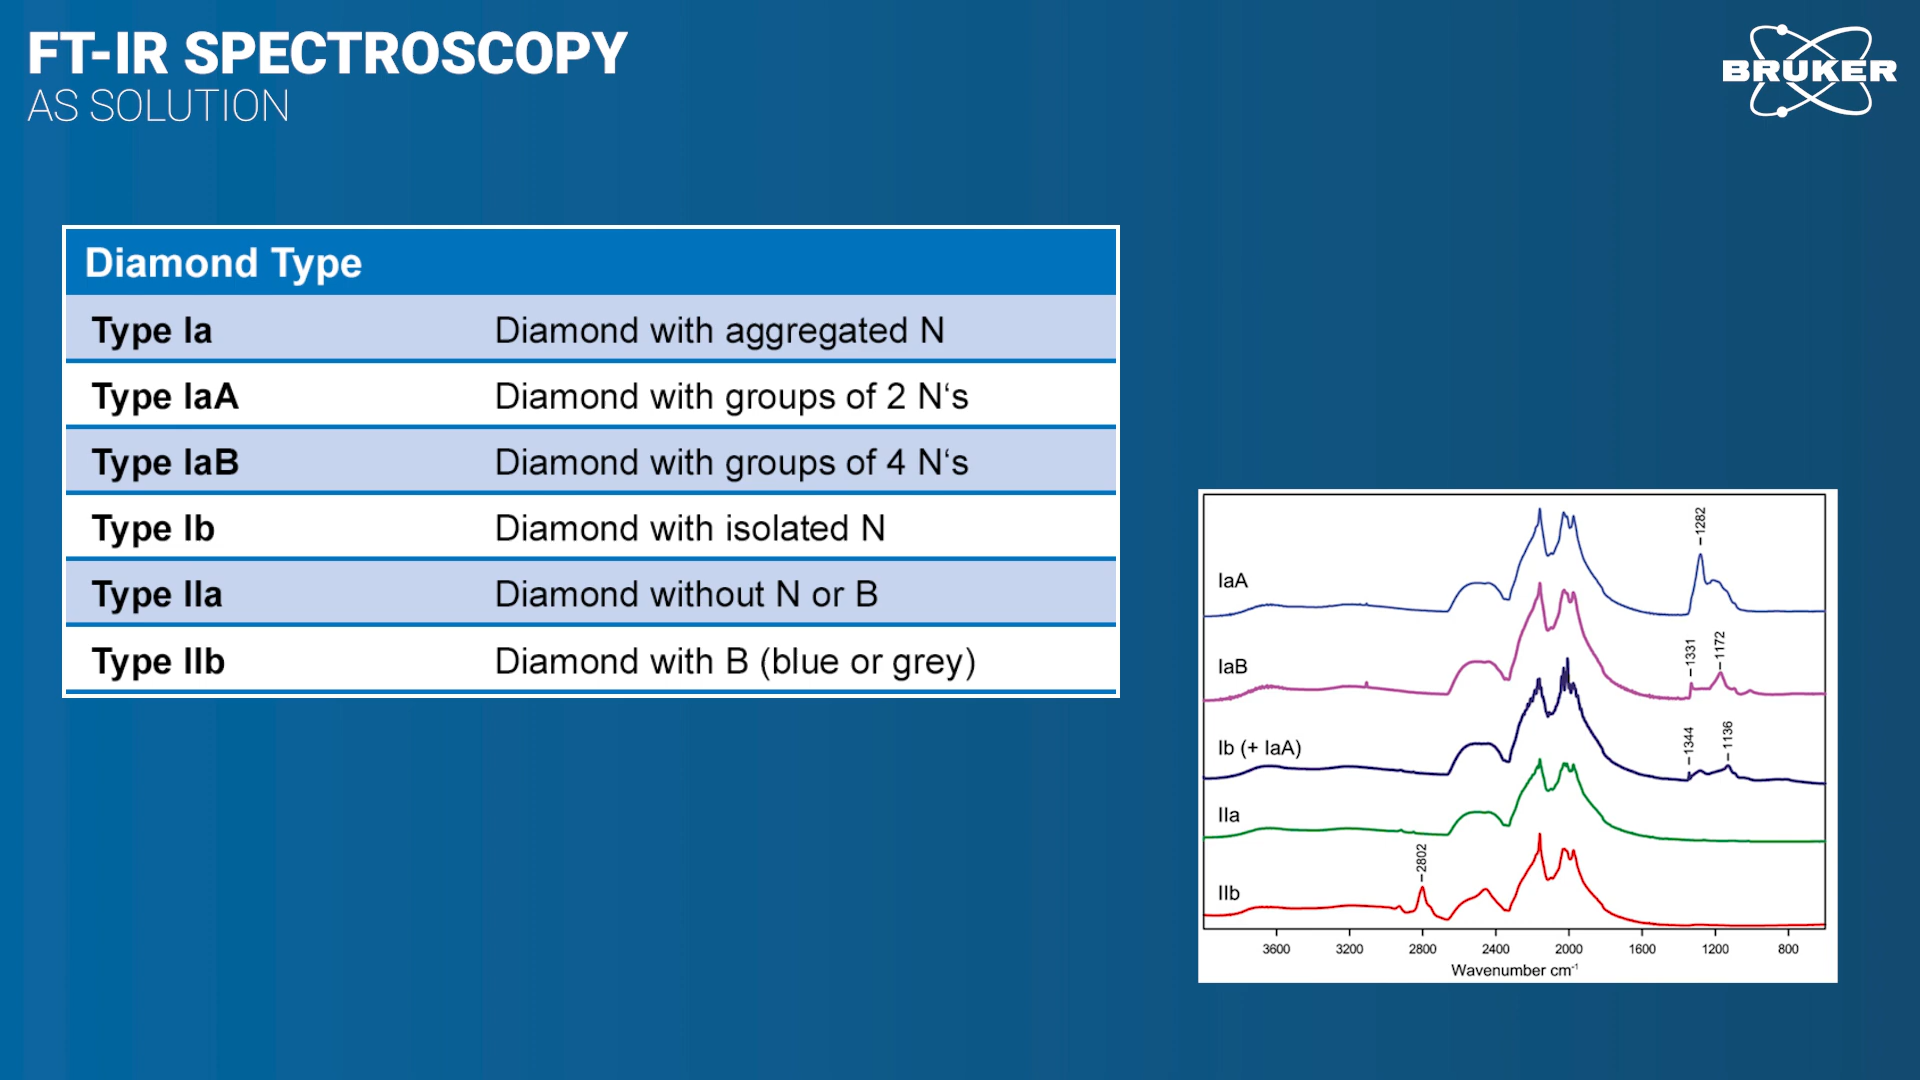 FT-IR SPECTROSCOPY
AS SOLUTION
BRUKER
Diamond Type
Type Ia Diamond with aggregated N
Type IaA Diamond with groups of 2 N‘s
Type IaB Diamond with groups of 4 N‘s
Type Ib Diamond with isolated N
Type IIa Diamond without N or B
Type IIb Diamond with B (blue or grey)
1282
IaA
1331
1172
IaB
1344
1136
Ib (+ IaA)
IIa
2802
IIb
3600 3200 2800 2400 2000 1600 1200 800
Wavenumber cm⁻¹